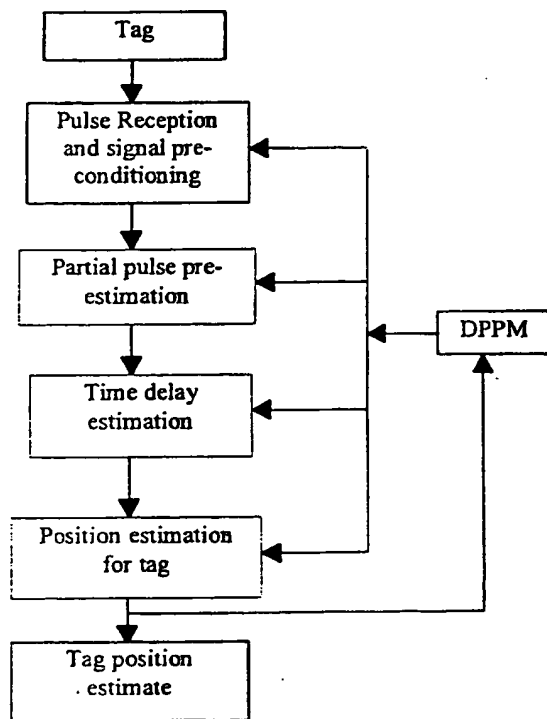 Tag
Pulse Reception
and signal pre-
conditioning
Partial pulse pre-
estimation
DPPM
Time delay
estimation
Position estimation
for tag
Tag position
estimate